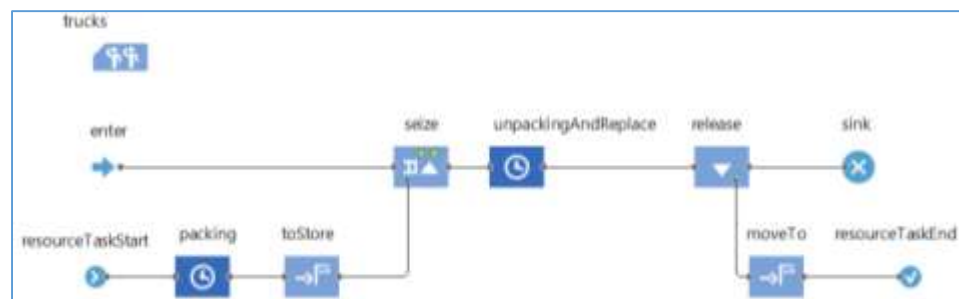 trucks
enter
seize
unpackingAndReplace
release
sink
resourceTaskStart
packing
toStore
moveTo
resourceTaskEnd